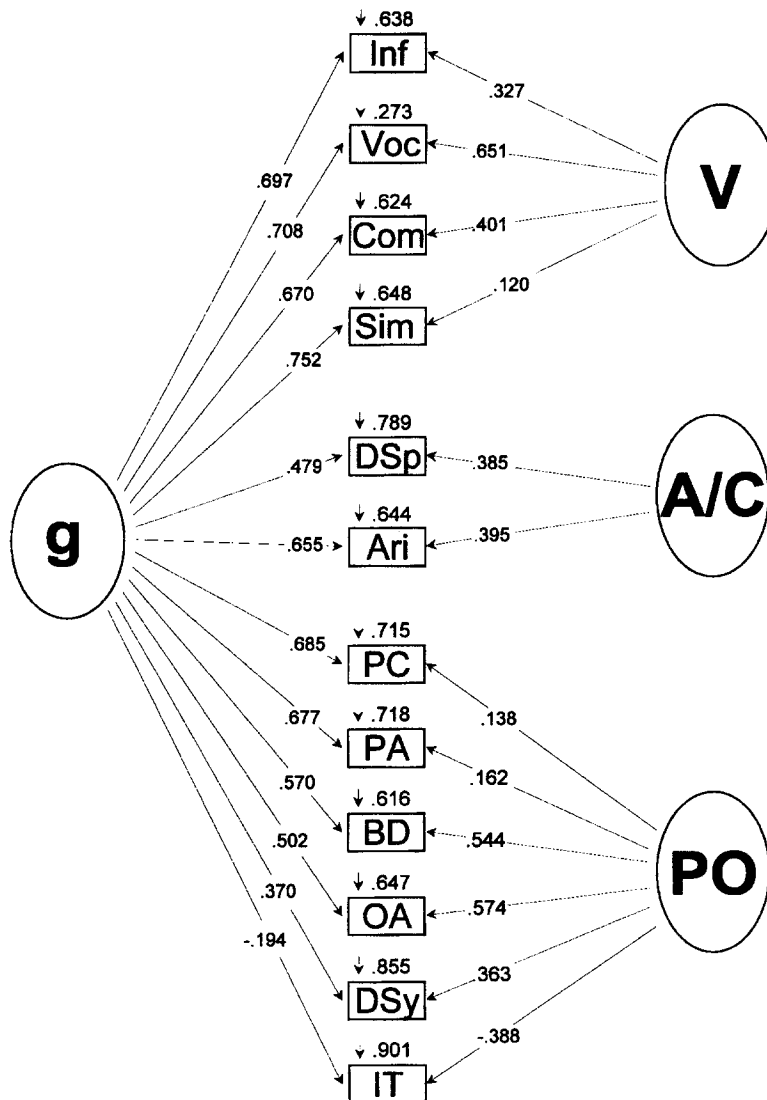 .638
Inf
.327
.273
Voc
.651
V
.697
.624
.708
Com
.401
.670
.648
.120
Sim
.752
.789
DSp
.385
.479
A/C
g
.644
.655
Ari
.395
.715
.685
PC
.138
.677
.718
PA
.162
.570
.616
BD
.544
.502
PO
.370
.647
OA
.574
-.194
.855
.363
DSy
-.388
.901
IT